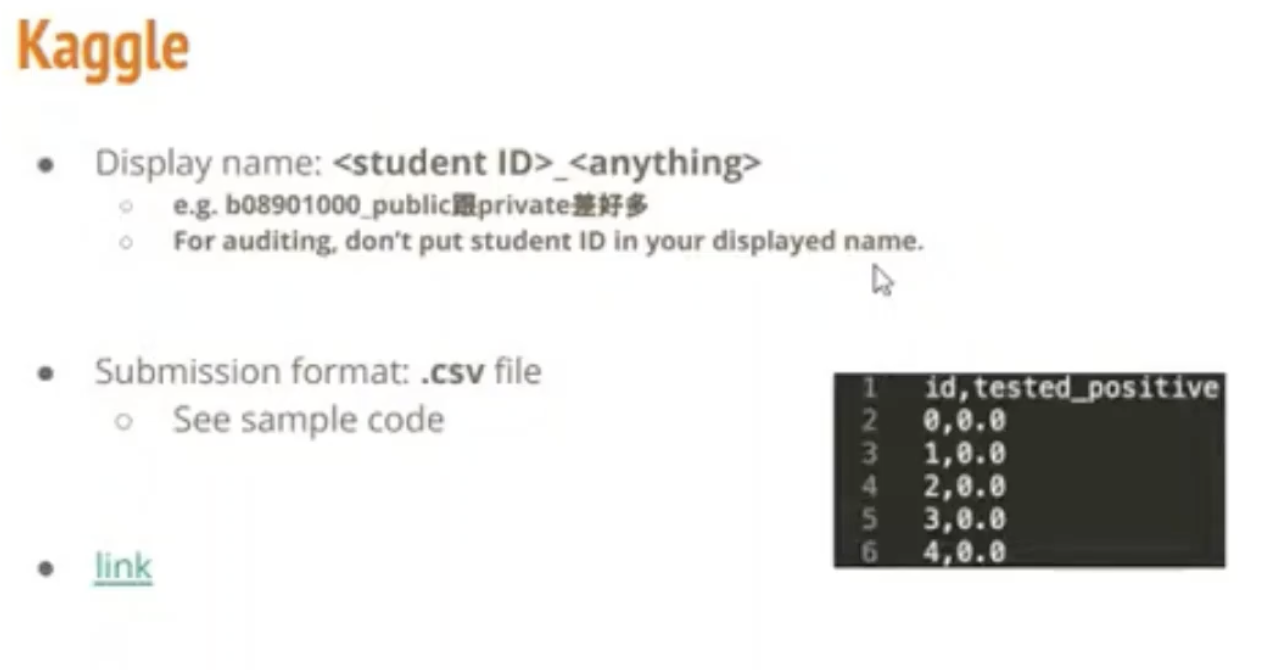 Kaggle
Display name: <student ID>_<anything>
e.g. b08901000_public跟private差好多
For auditing, don't put student ID in your displayed name.
Submission format: .csv file
See sample code
1 id,tested_positive
2 0,0.0
3 1,0.0
4 2,0.0
5 3,0.0
6 4,0.0
link